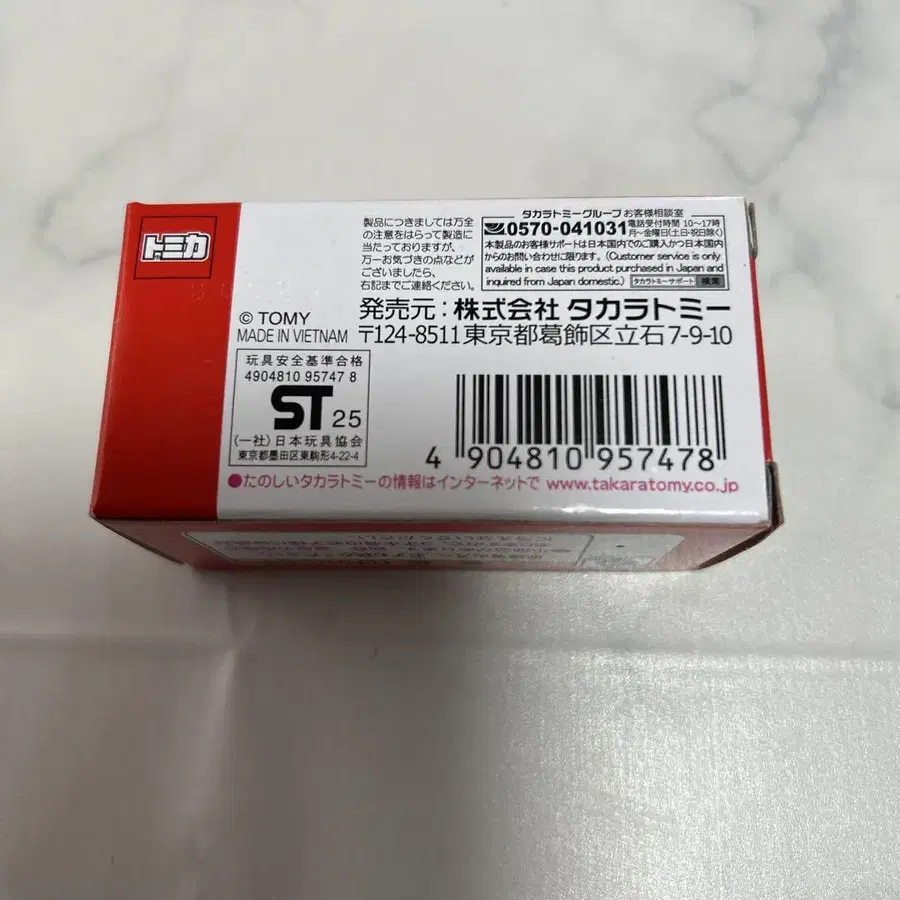 トミカ
製品につきましては万全
の注意をはらって製造に
当たっておりますが、
万一お気づきの点などが
ございましたら、
右記までご連絡ください。
タカラトミーグループ お客様相談室
0570-041031 電話受付時間 10~17時
月~金曜日(土・日・祝日除く)
本製品のお客様サポートは日本国内でのご購入かつ日本国内
からのお問い合わせに限ります。(Customer service is only
available in case this product purchased in Japan and
inquired from Japan domestic.) タカラトミーサポート 検索
発売元:株式会社 タカラトミー
〒124-8511東京都葛飾区立石7-9-10
© TOMY
MADE IN VIETNAM
玩具安全基準合格
4904810 95747 8
ST 25
(一社)日本玩具協会
東京都墨田区東駒形4-22-4
4 904810 957478
●たのしいタカラトミーの情報はインターネットで www.takaratomy.co.jp